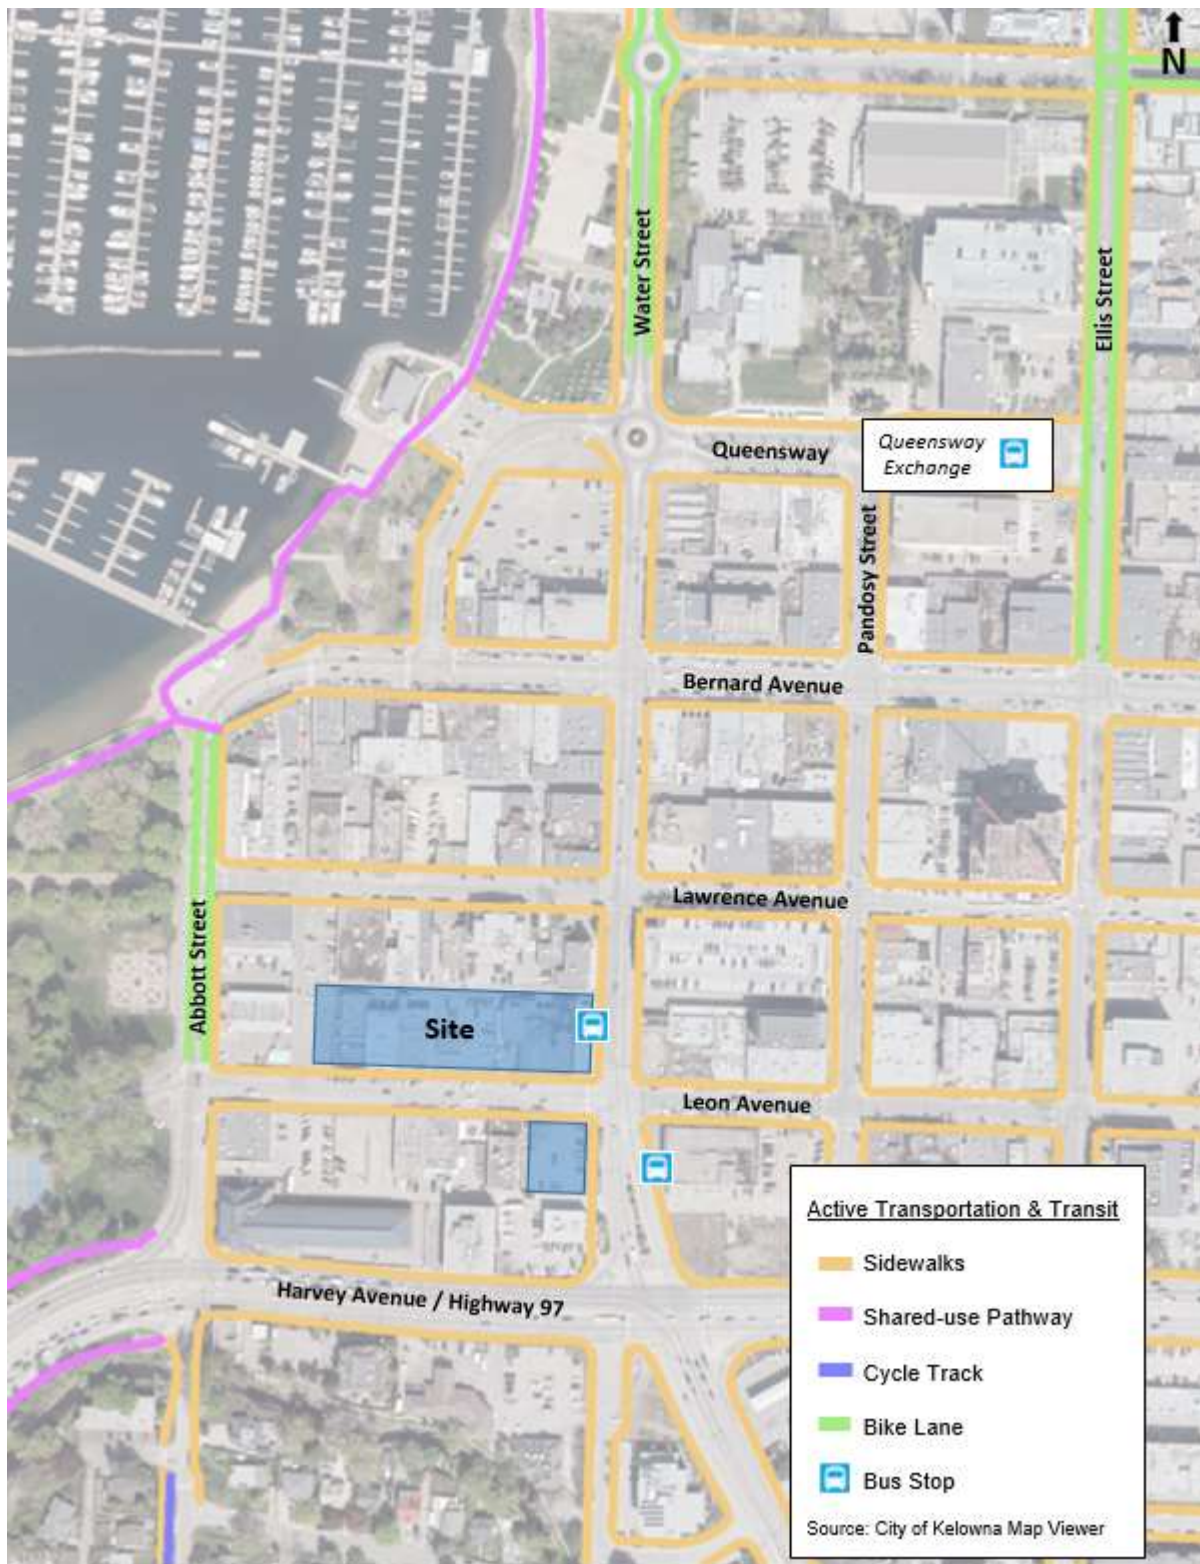 N
Water Street
Ellis Street
Queensway
Queensway
Exchange
Pandosy Street
Bernard Avenue
Lawrence Avenue
Abbott Street
Site
Leon Avenue
Harvey Avenue / Highway 97
Active Transportation & Transit
Sidewalks
Shared-use Pathway
Cycle Track
Bike Lane
Bus Stop
Source: City of Kelowna Map Viewer